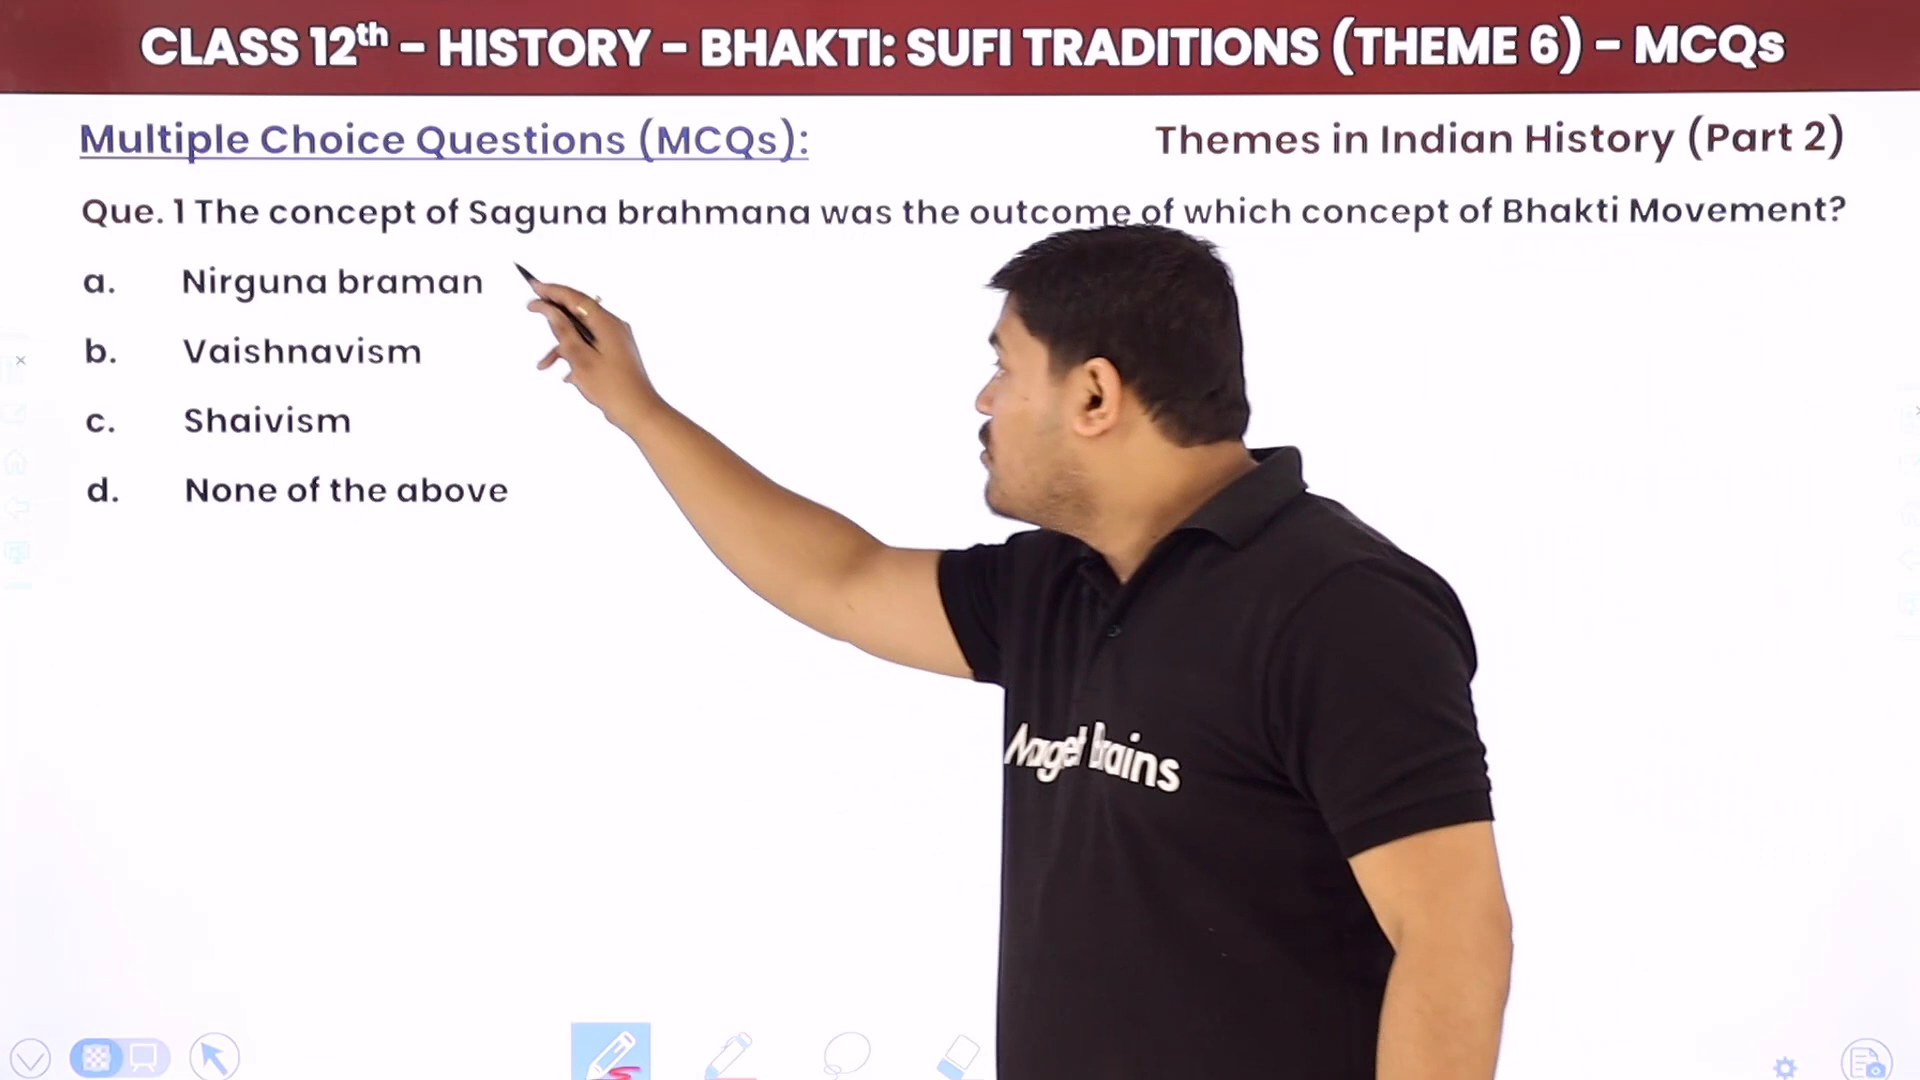 CLASS 12th - HISTORY - BHAKTI: SUFI TRADITIONS (THEME 6) - MCQs
Multiple Choice Questions (MCQs):
Themes in Indian History (Part 2)
Que. 1 The concept of Saguna brahmana was the outcome of which concept of Bhakti Movement?
a. Nirguna braman
b. Vaishnavism
c. Shaivism
d. None of the above
Maget Brains